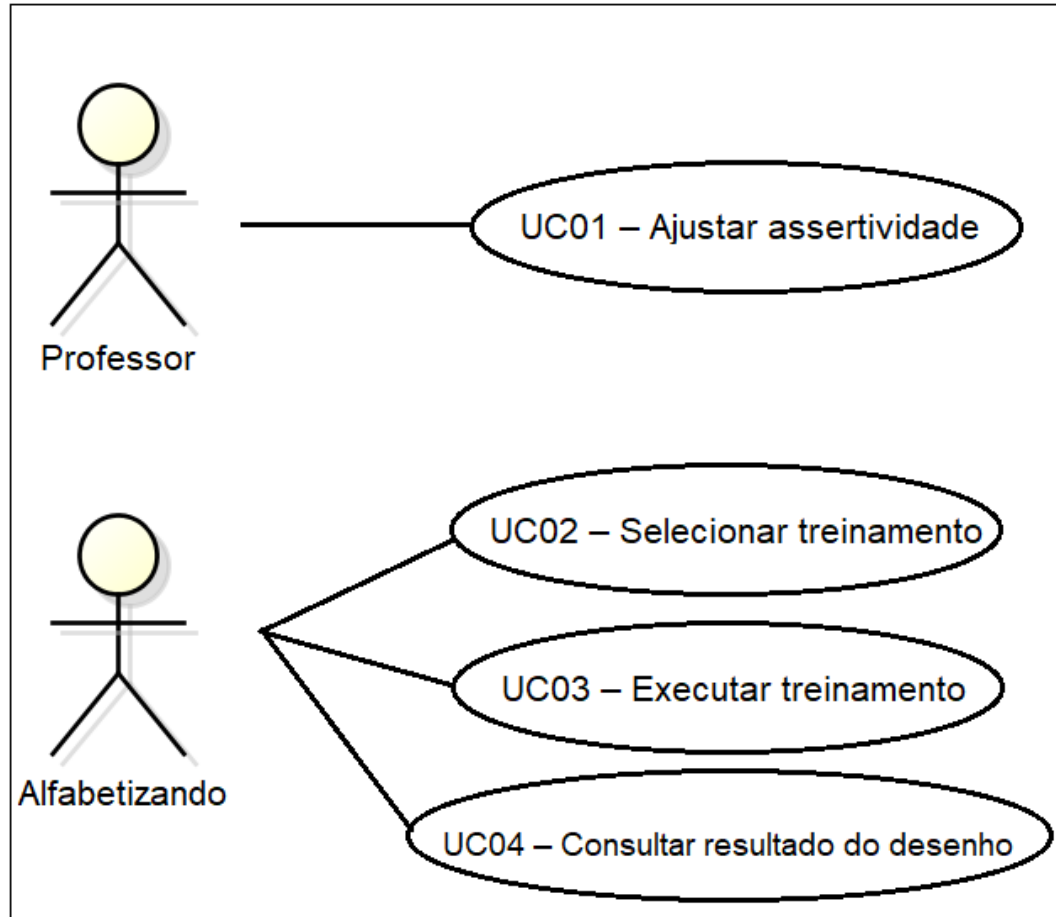 UC01 – Ajustar assertividade
Professor
UC02 – Selecionar treinamento
UC03 – Executar treinamento
Alfabetizando
UC04 – Consultar resultado do desenho